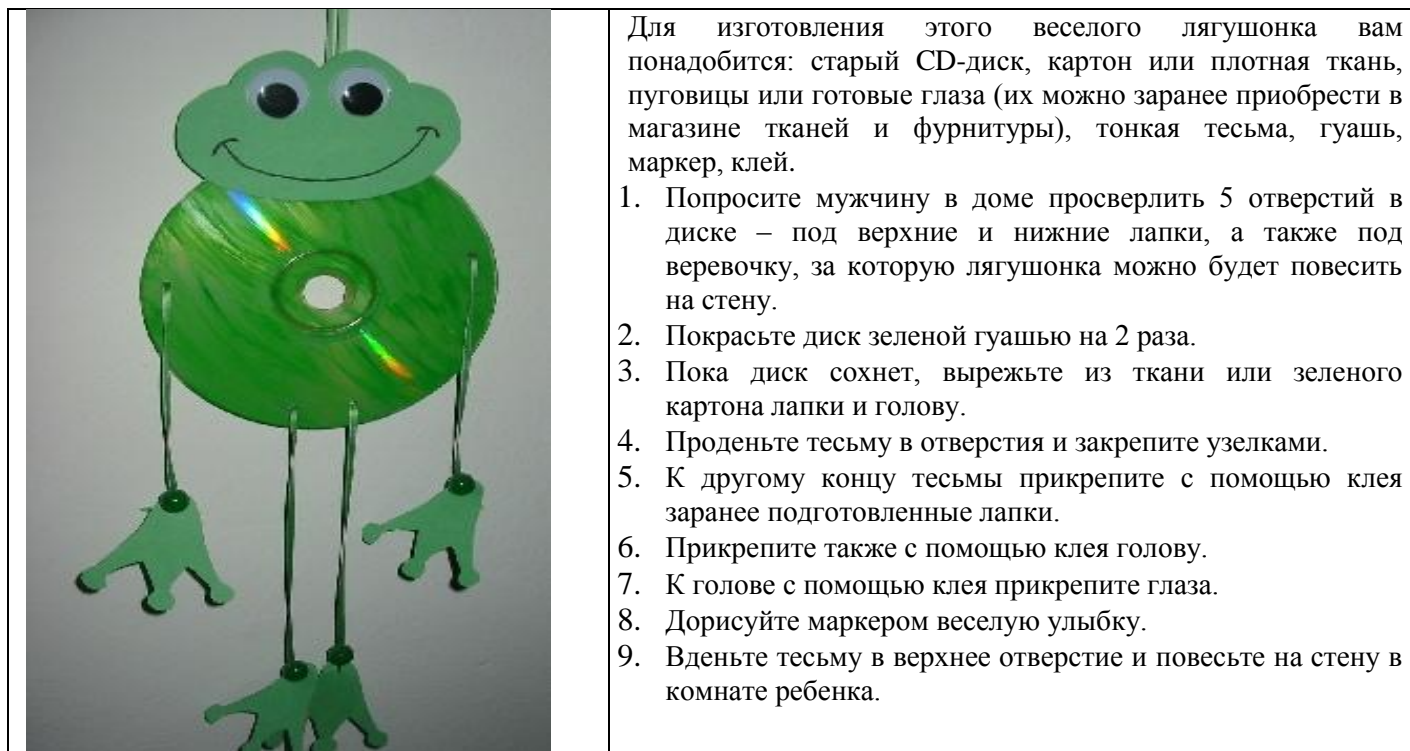 Для изготовления этого веселого лягушонка вам
понадобится: старый CD-диск, картон или плотная ткань,
пуговицы или готовые глаза (их можно заранее приобрести в
магазине тканей и фурнитуры), тонкая тесьма, гуашь,
маркер, клей.
1. Попросите мужчину в доме просверлить 5 отверстий в
диске – под верхние и нижние лапки, а также под
веревочку, за которую лягушонка можно будет повесить
на стену.
2. Покрасьте диск зеленой гуашью на 2 раза.
3. Пока диск сохнет, вырежьте из ткани или зеленого
картона лапки и голову.
4. Проденьте тесьму в отверстия и закрепите узелками.
5. К другому концу тесьмы прикрепите с помощью клея
заранее подготовленные лапки.
6. Прикрепите также с помощью клея голову.
7. К голове с помощью клея прикрепите глаза.
8. Дорисуйте маркером веселую улыбку.
9. Вденьте тесьму в верхнее отверстие и повесьте на стену в
комнате ребенка.